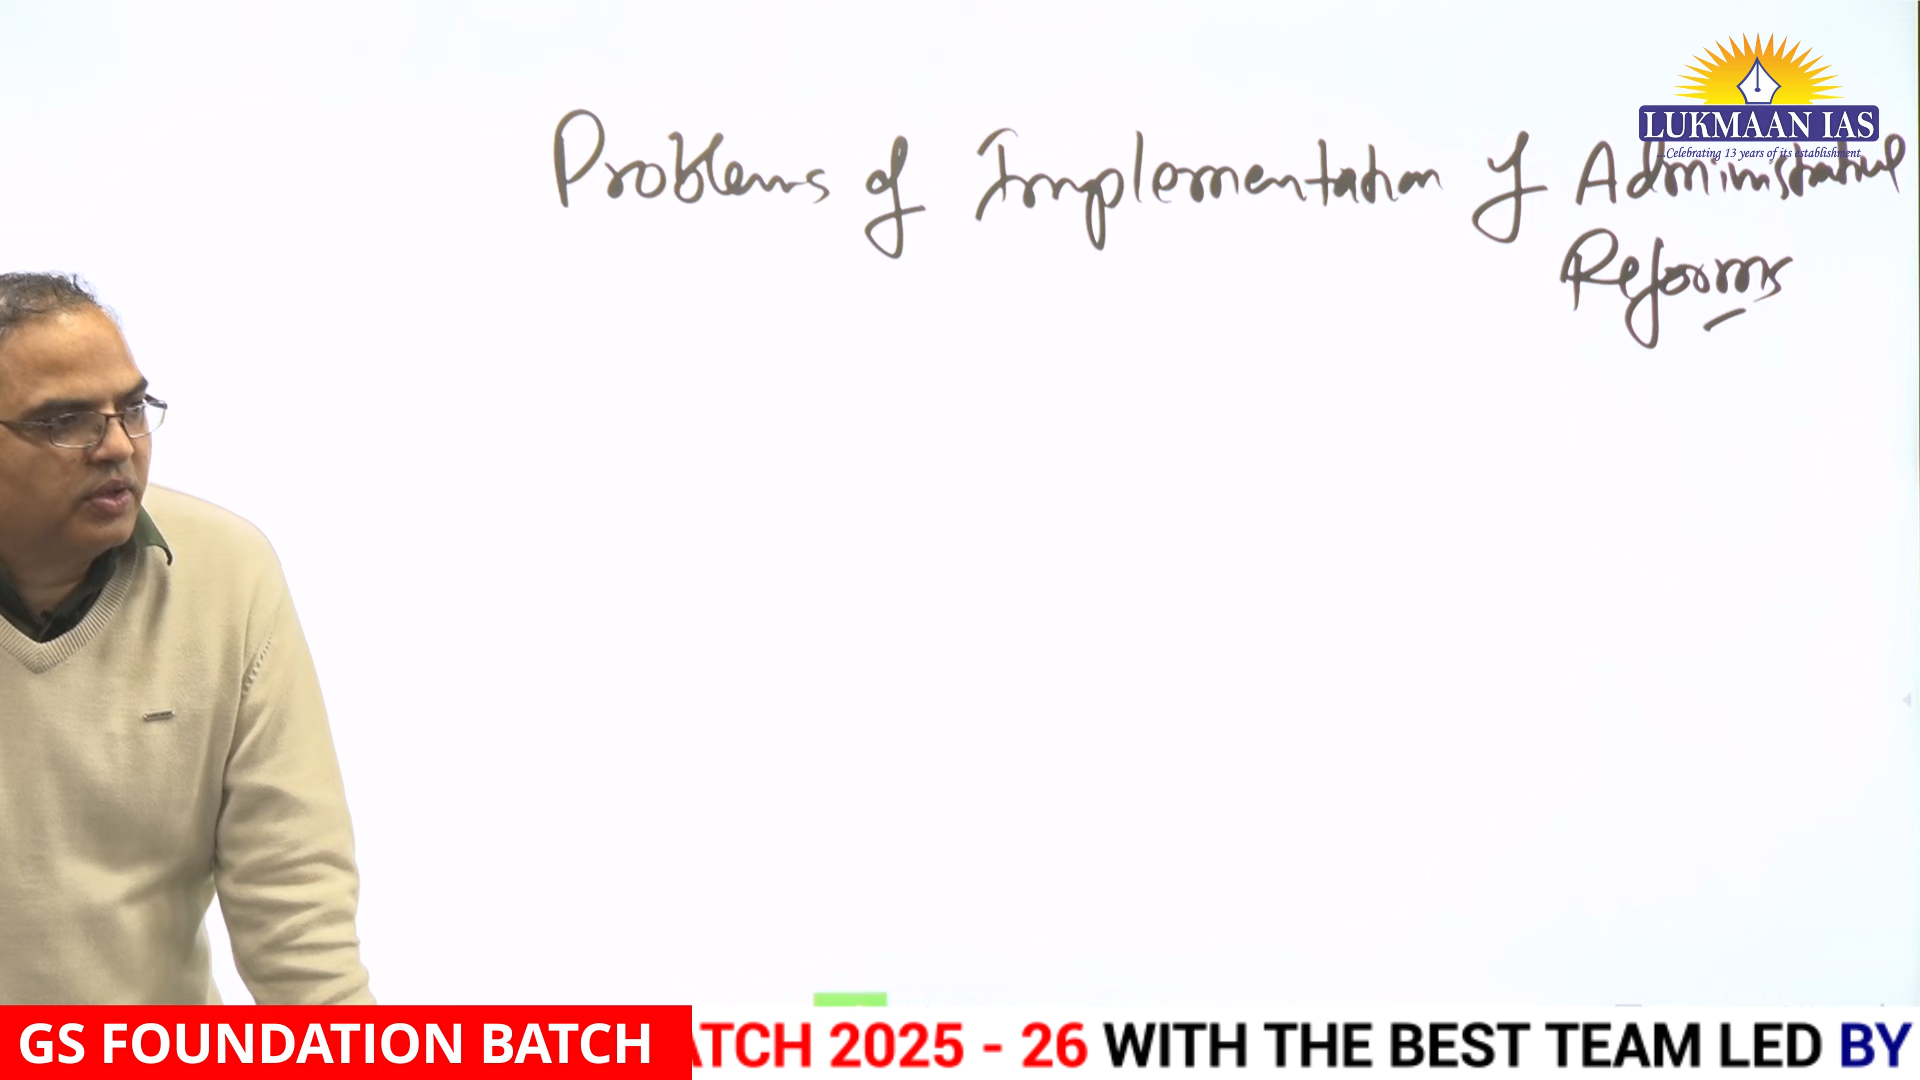 LUKMAAN IAS
...Celebrating 13 years of its establishment
Problems of Implementation of Administrative
Reforms
GS FOUNDATION BATCH
ATCH 2025 - 26 WITH THE BEST TEAM LED BY